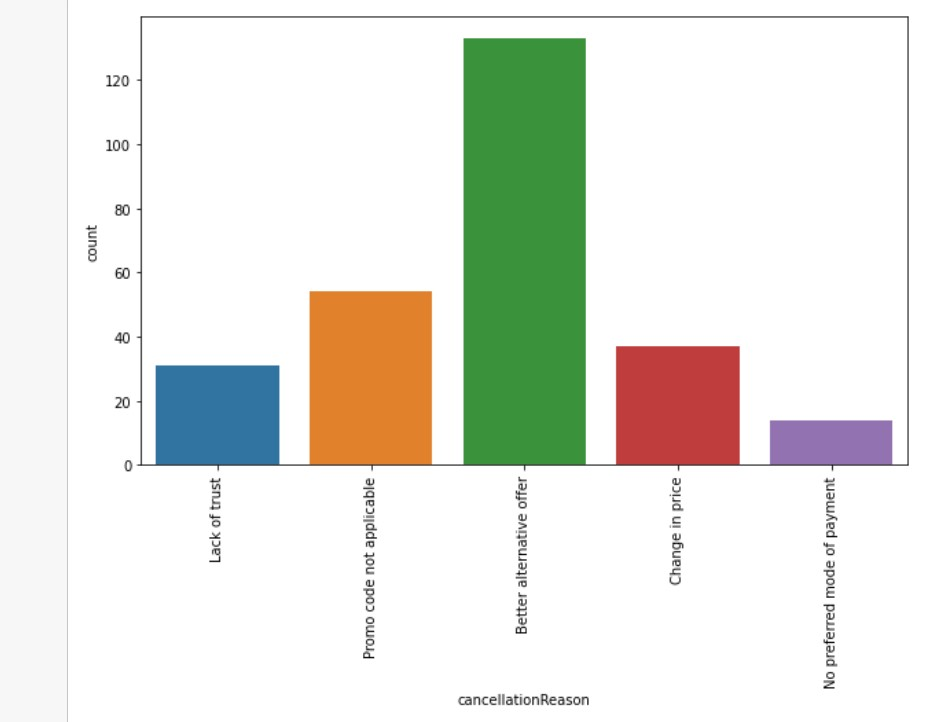 120
100
80
60
40
20
0
count
Lack of trust
Promo code not applicable
Better alternative offer
Change in price
No preferred mode of payment
cancellationReason